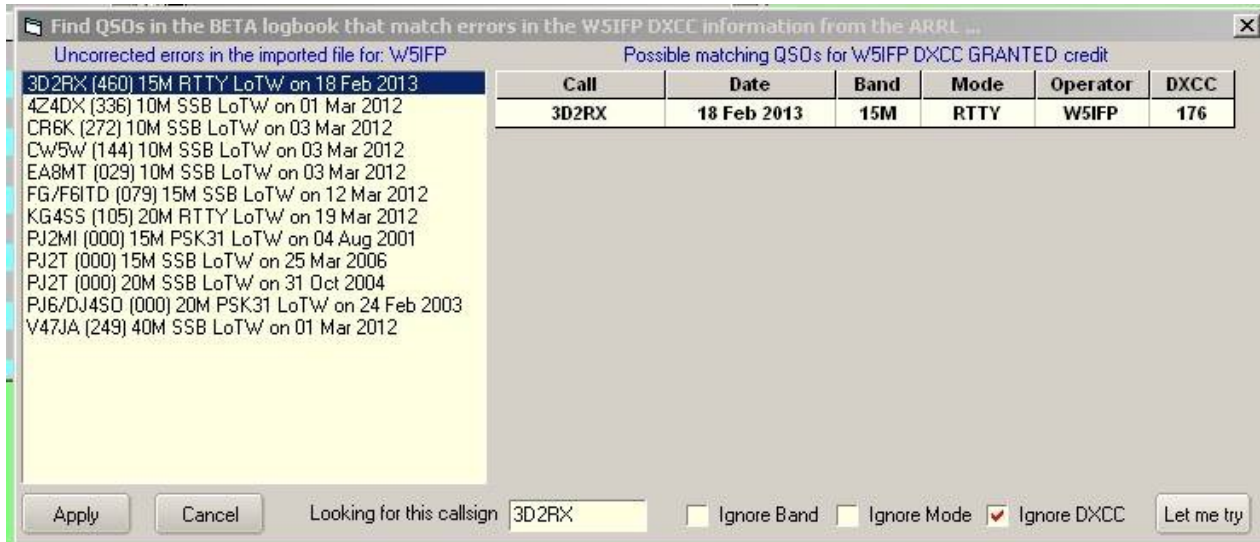 Find QSOs in the BETA logbook that match errors in the W5IFP DXCC information from the ARRL ...
Uncorrected errors in the imported file for: W5IFP
3D2RX (460) 15M RTTY LoTW on 18 Feb 2013
4Z4DX (336) 10M SSB LoTW on 01 Mar 2012
CR6K (272) 10M SSB LoTW on 03 Mar 2012
CW5W (144) 10M SSB LoTW on 03 Mar 2012
EA8MT (029) 10M SSB LoTW on 03 Mar 2012
FG/F6ITD (079) 15M SSB LoTW on 12 Mar 2012
KG4SS (105) 20M RTTY LoTW on 19 Mar 2012
PJ2MI (000) 15M PSK31 LoTW on 04 Aug 2001
PJ2T (000) 15M SSB LoTW on 25 Mar 2006
PJ2T (000) 20M SSB LoTW on 31 Oct 2004
PJ6/DJ4SO (000) 20M PSK31 LoTW on 24 Feb 2003
V47JA (249) 40M SSB LoTW on 01 Mar 2012
Possible matching QSOs for W5IFP DXCC GRANTED credit
Call Date Band Mode Operator DXCC
3D2RX 18 Feb 2013 15M RTTY W5IFP 176
Apply Cancel Looking for this callsign 3D2RX Ignore Band Ignore Mode Ignore DXCC Let me try